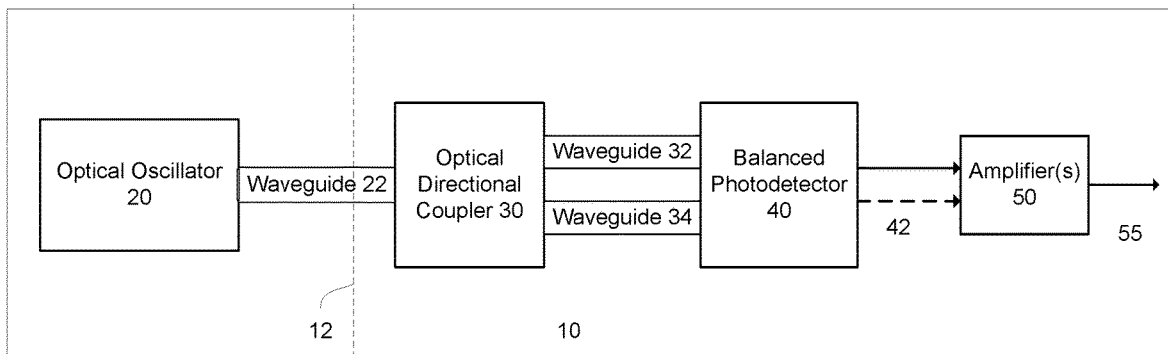 Optical Oscillator
20
Waveguide 22
Optical
Directional
Coupler 30
Waveguide 32
Waveguide 34
Balanced
Photodetector
40
42
Amplifier(s)
50
55
12
10